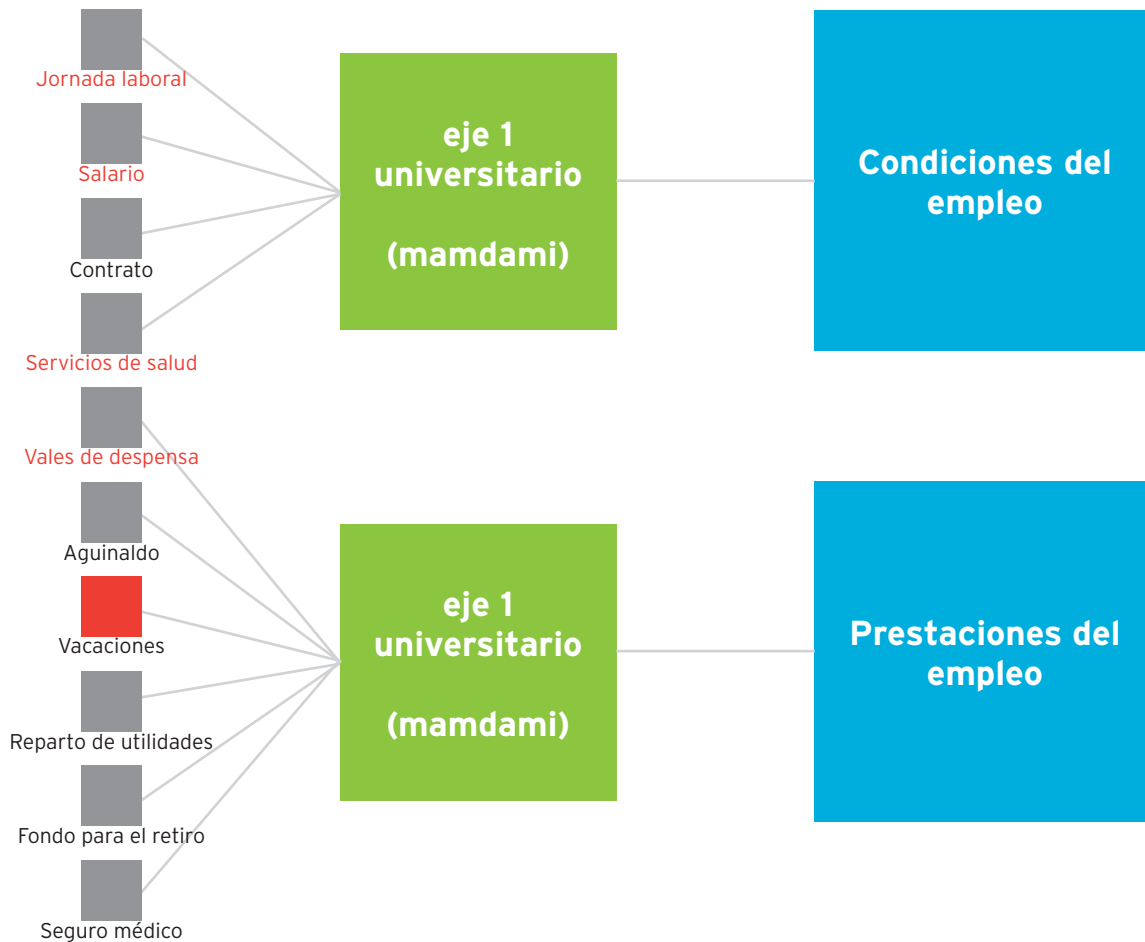 Jornada laboral
Salario
Contrato
Servicios de salud
Vales de despensa
Aguinaldo
Vacaciones
Reparto de utilidades
Fondo para el retiro
Seguro médico
eje 1
universitario
(mamdami)
Condiciones del
empleo
eje 1
universitario
(mamdami)
Prestaciones del
empleo